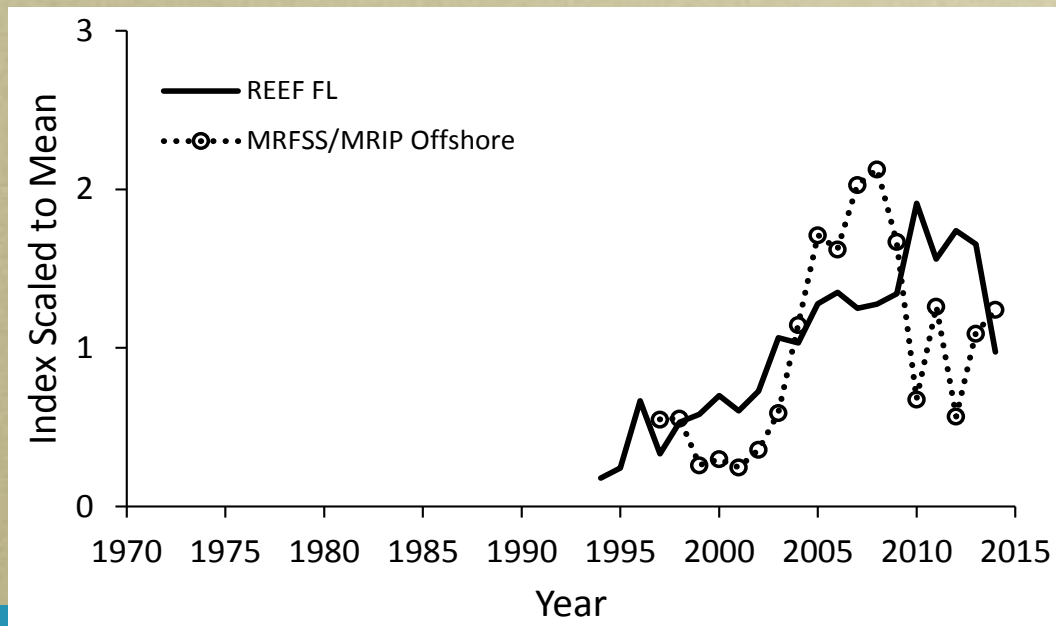 3
2
1
0
Index Scaled to Mean
REEF FL
MRFSS/MRIP Offshore
1970 1975 1980 1985 1990 1995 2000 2005 2010 2015
Year